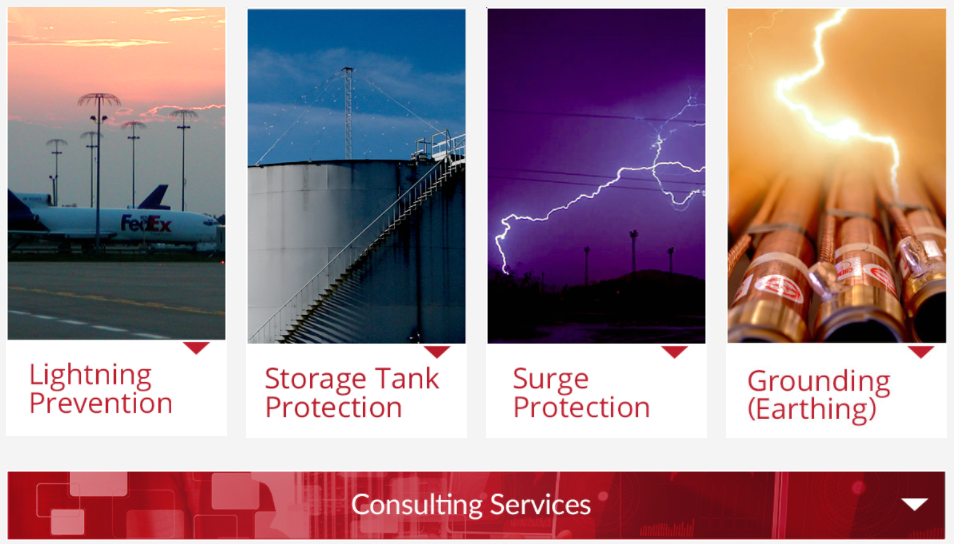 FedEx
Lightning
Prevention
Storage Tank
Protection
Surge
Protection
Grounding
(Earthing)
Consulting Services